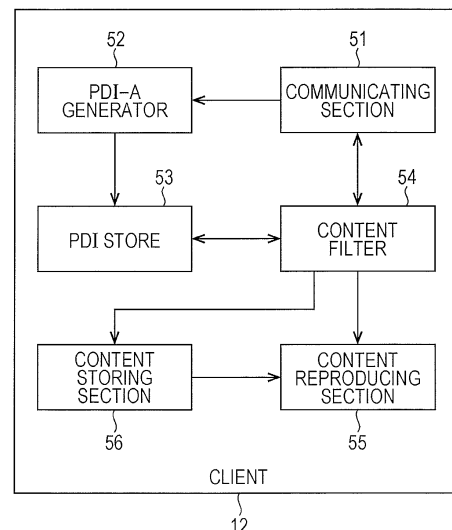 52
51
PDI-A
GENERATOR
COMMUNICATING
SECTION
53
54
PDI STORE
CONTENT
FILTER
CONTENT
STORING
SECTION
CONTENT
REPRODUCING
SECTION
56
55
CLIENT
12